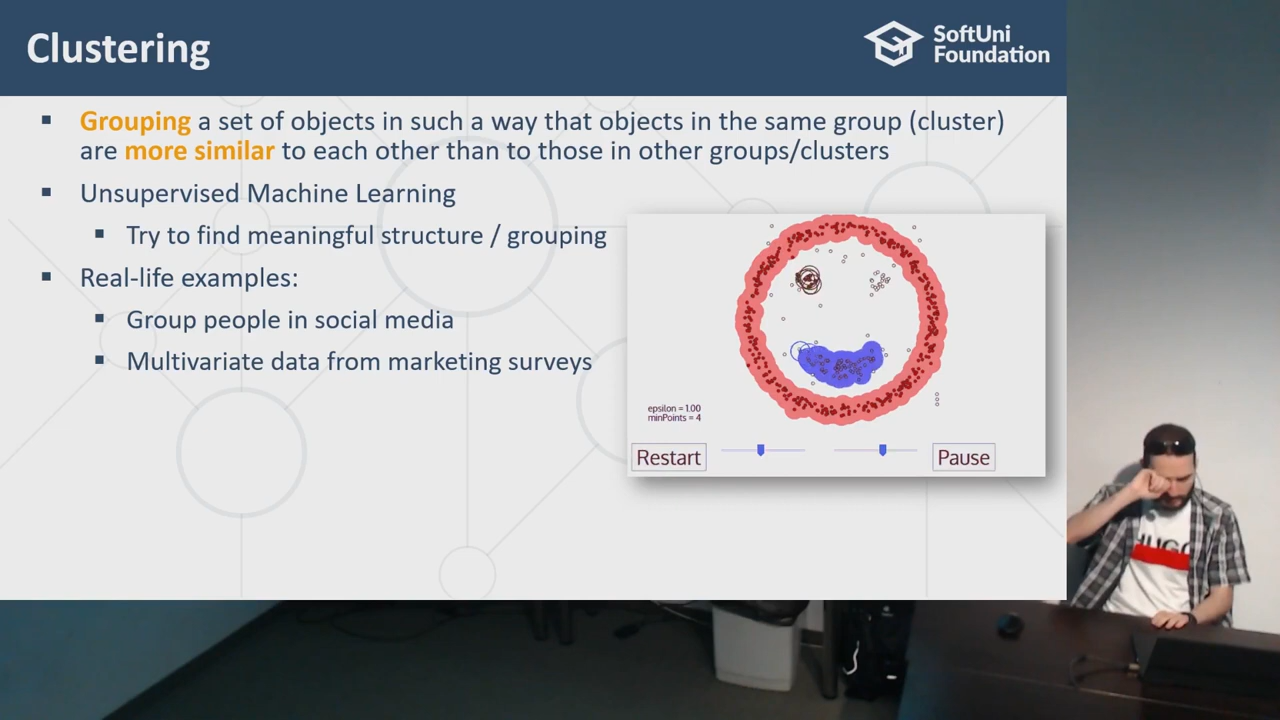 Clustering
SoftUni
Foundation
Grouping a set of objects in such a way that objects in the same group (cluster)
are more similar to each other than to those in other groups/clusters
Unsupervised Machine Learning
Try to find meaningful structure / grouping
Real-life examples:
Group people in social media
Multivariate data from marketing surveys
epsilon = 1.00
minPoints = 4
Restart
Pause
HUGO